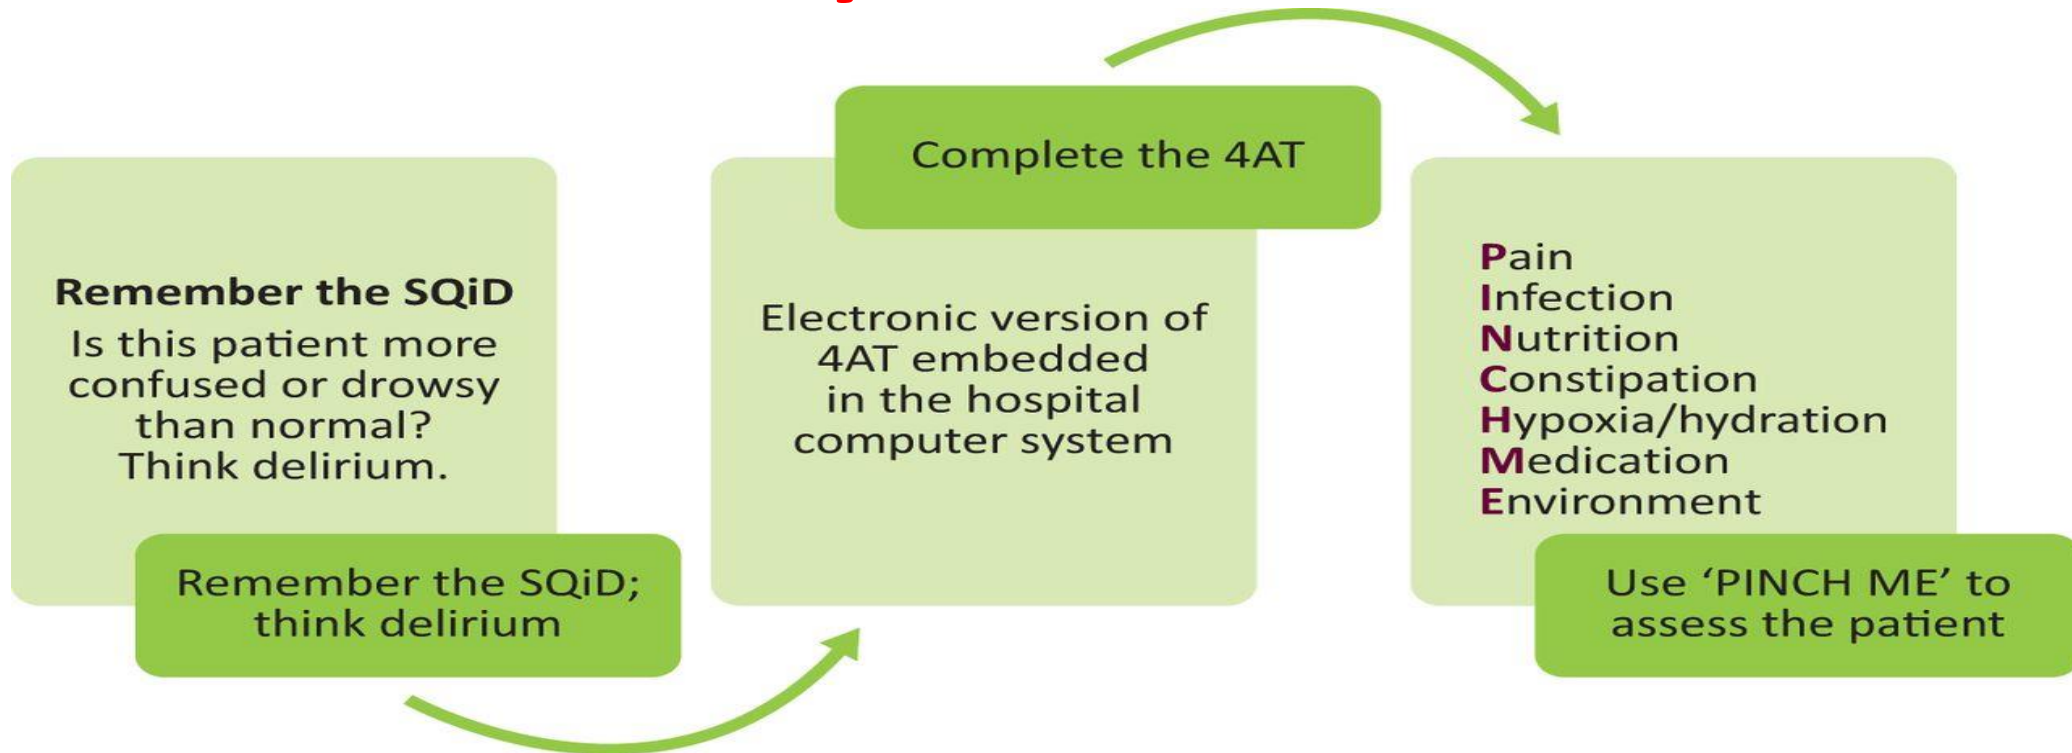 Remember the SQiD
Is this patient more
confused or drowsy
than normal?
Think delirium.
Remember the SQiD;
think delirium
Complete the 4AT
Electronic version of
4AT embedded
in the hospital
computer system
Pain
Infection
Nutrition
Constipation
Hypoxia/hydration
Medication
Environment
Use ‘PINCH ME’ to
assess the patient